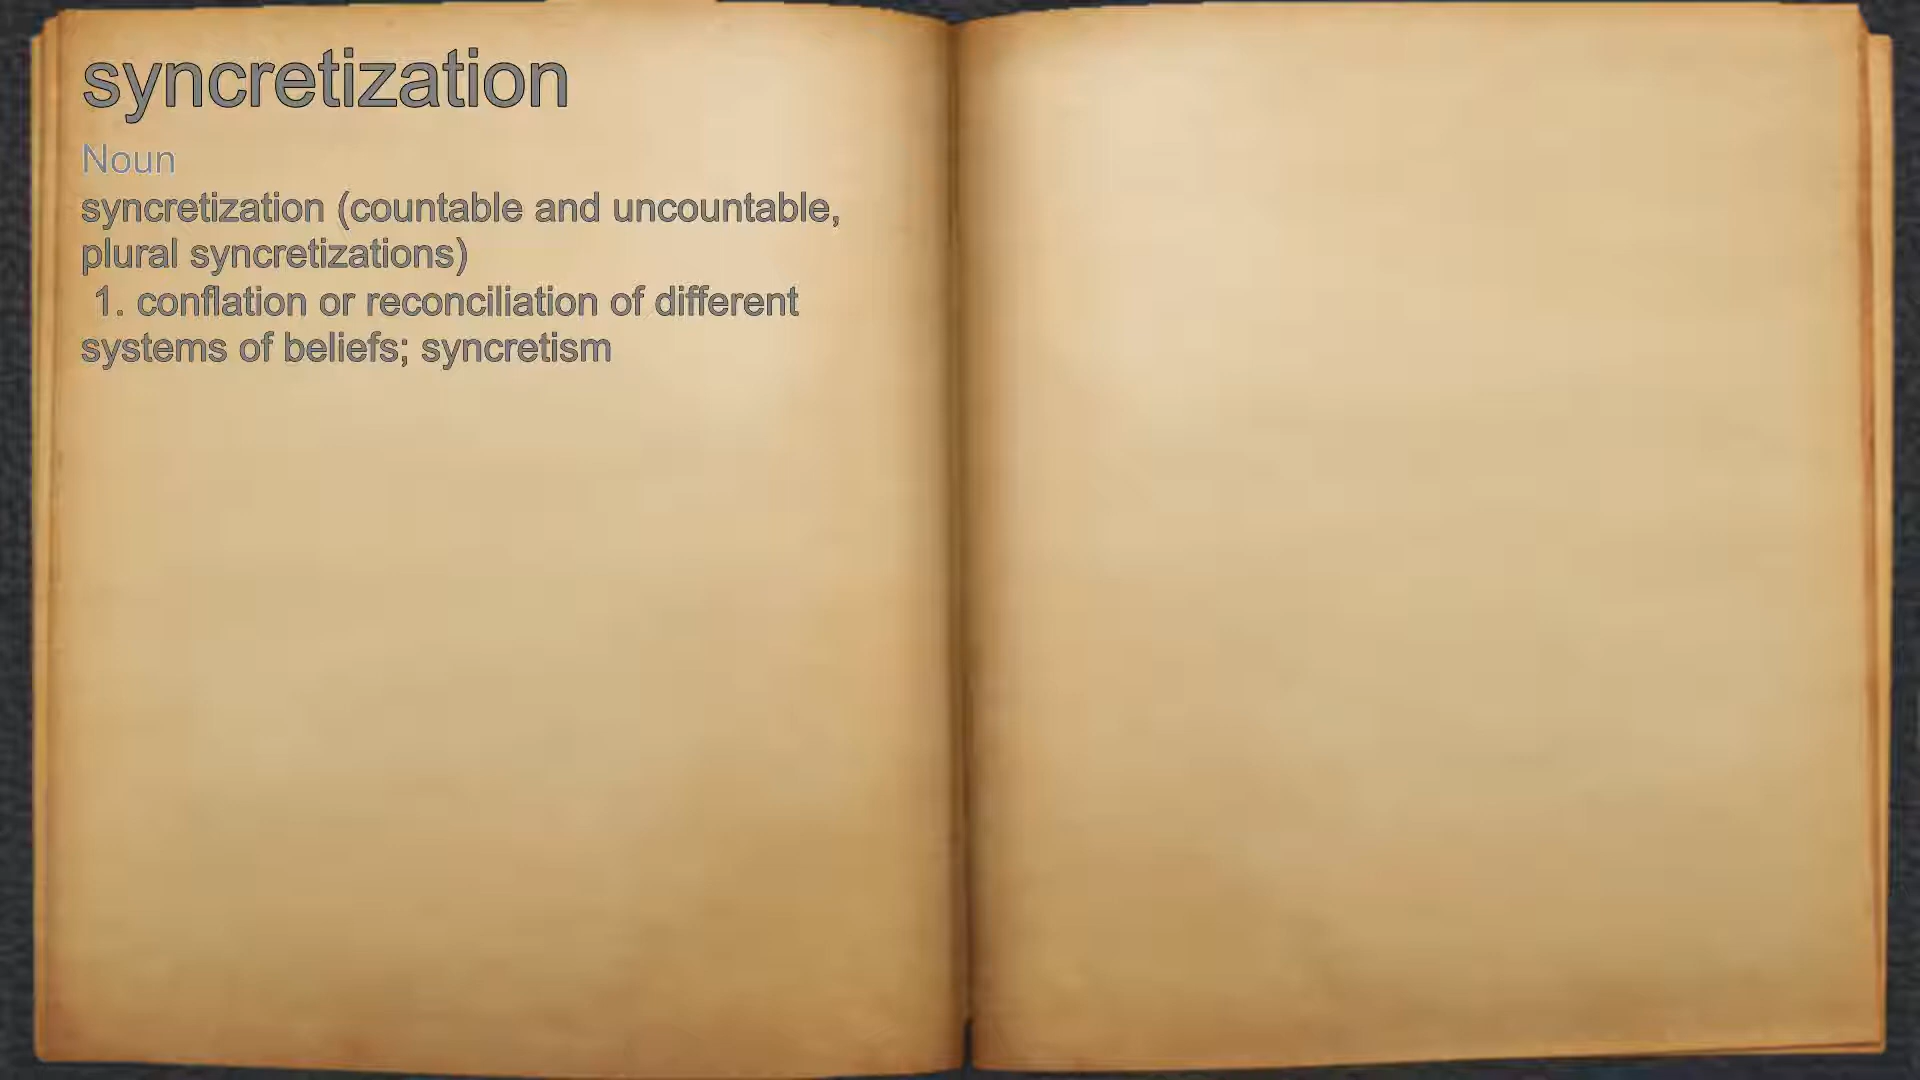 syncretization
Noun
syncretization (countable and uncountable,
plural syncretizations)
1. conflation or reconciliation of different
systems of beliefs; syncretism